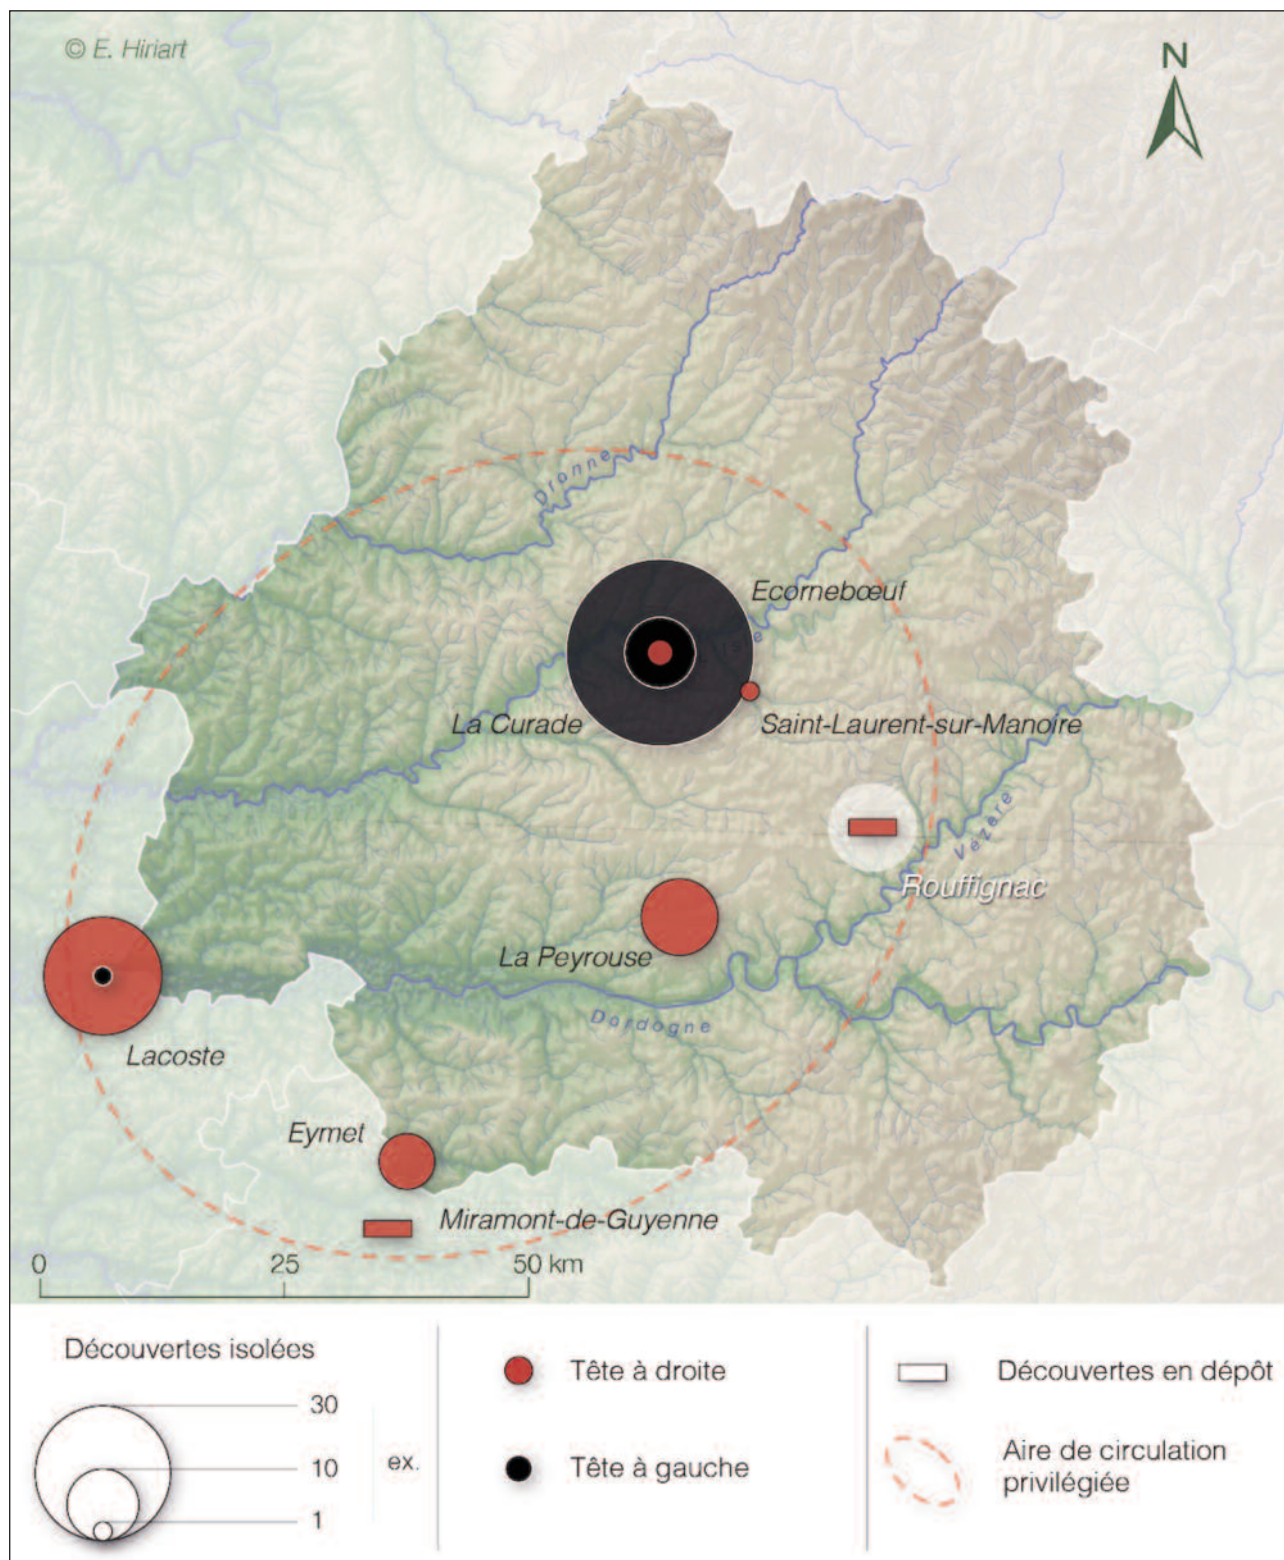 © E. Hiriart
N
Dronne
Ecornebœuf
Isle
La Curade
Saint-Laurent-sur-Manoire
Vézère
Rouffignac
La Peyrouse
Dordogne
Lacoste
Eymet
Miramont-de-Guyenne
0 25 50 km
Découvertes isolées
30
10
1
ex.
Tête à droite
Tête à gauche
Découvertes en dépôt
Aire de circulation
privilégiée